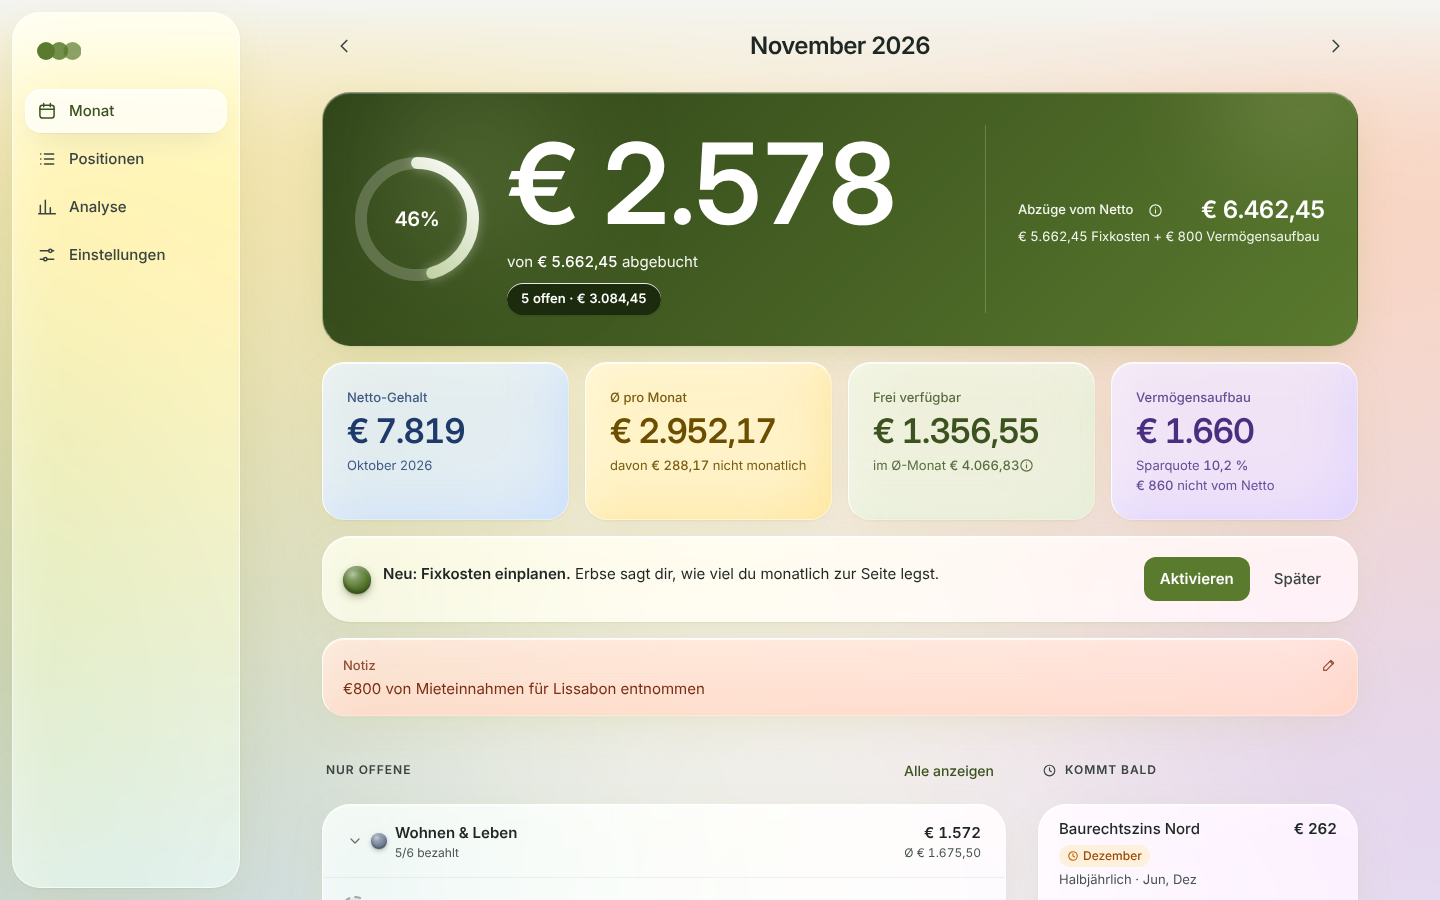 November 2026
Monat
Positionen
Analyse
Einstellungen
46%
€ 2.578
von € 5.662,45 abgebucht
5 offen · € 3.084,45
Abzüge vom Netto
€ 6.462,45
€ 5.662,45 Fixkosten + € 800 Vermögensaufbau
Netto-Gehalt
€ 7.819
Oktober 2026
Ø pro Monat
€ 2.952,17
davon € 288,17 nicht monatlich
Frei verfügbar
€ 1.356,55
im Ø-Monat € 4.066,83
Vermögensaufbau
€ 1.660
Sparquote 10,2 %
€ 860 nicht vom Netto
Neu: Fixkosten einplanen. Erbse sagt dir, wie viel du monatlich zur Seite legst.
Aktivieren
Später
Notiz
€800 von Mieteinnahmen für Lissabon entnommen
NUR OFFENE
Alle anzeigen
Wohnen & Leben
€ 1.572
5/6 bezahlt
Ø € 1.675,50
KOMMT BALD
Baurechtszins Nord
€ 262
Dezember
Halbjährlich · Jun, Dez